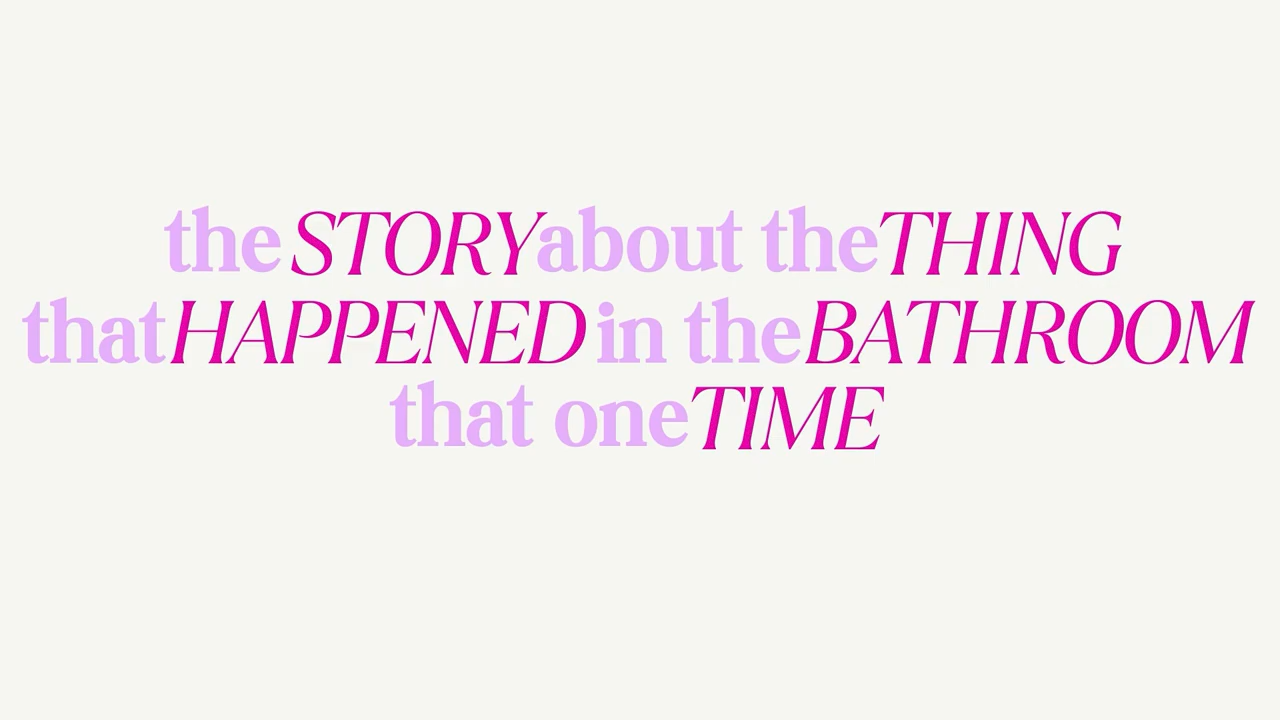 the STORY about the THING
that HAPPENED in the BATHROOM
that one TIME